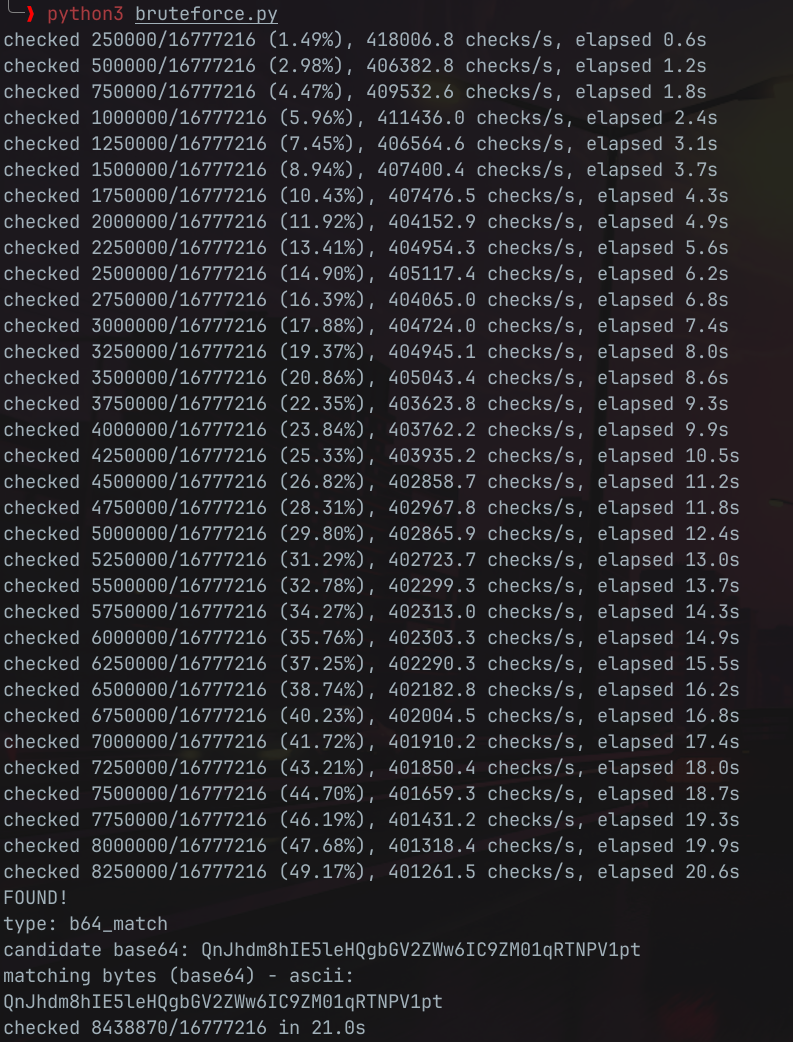 python3 bruteforce.py
checked 250000/16777216 (1.49%), 418006.8 checks/s, elapsed 0.6s
checked 500000/16777216 (2.98%), 406382.8 checks/s, elapsed 1.2s
checked 750000/16777216 (4.47%), 409532.6 checks/s, elapsed 1.8s
checked 1000000/16777216 (5.96%), 411436.0 checks/s, elapsed 2.4s
checked 1250000/16777216 (7.45%), 406564.6 checks/s, elapsed 3.1s
checked 1500000/16777216 (8.94%), 407400.4 checks/s, elapsed 3.7s
checked 1750000/16777216 (10.43%), 407476.5 checks/s, elapsed 4.3s
checked 2000000/16777216 (11.92%), 404152.9 checks/s, elapsed 4.9s
checked 2250000/16777216 (13.41%), 404954.3 checks/s, elapsed 5.6s
checked 2500000/16777216 (14.90%), 405117.4 checks/s, elapsed 6.2s
checked 2750000/16777216 (16.39%), 404065.0 checks/s, elapsed 6.8s
checked 3000000/16777216 (17.88%), 404724.0 checks/s, elapsed 7.4s
checked 3250000/16777216 (19.37%), 404945.1 checks/s, elapsed 8.0s
checked 3500000/16777216 (20.86%), 405043.4 checks/s, elapsed 8.6s
checked 3750000/16777216 (22.35%), 403623.8 checks/s, elapsed 9.3s
checked 4000000/16777216 (23.84%), 403762.2 checks/s, elapsed 9.9s
checked 4250000/16777216 (25.33%), 403935.2 checks/s, elapsed 10.5s
checked 4500000/16777216 (26.82%), 402858.7 checks/s, elapsed 11.2s
checked 4750000/16777216 (28.31%), 402967.8 checks/s, elapsed 11.8s
checked 5000000/16777216 (29.80%), 402865.9 checks/s, elapsed 12.4s
checked 5250000/16777216 (31.29%), 402723.7 checks/s, elapsed 13.0s
checked 5500000/16777216 (32.78%), 402299.3 checks/s, elapsed 13.7s
checked 5750000/16777216 (34.27%), 402313.0 checks/s, elapsed 14.3s
checked 6000000/16777216 (35.76%), 402303.3 checks/s, elapsed 14.9s
checked 6250000/16777216 (37.25%), 402290.3 checks/s, elapsed 15.5s
checked 6500000/16777216 (38.74%), 402182.8 checks/s, elapsed 16.2s
checked 6750000/16777216 (40.23%), 402004.5 checks/s, elapsed 16.8s
checked 7000000/16777216 (41.72%), 401910.2 checks/s, elapsed 17.4s
checked 7250000/16777216 (43.21%), 401850.4 checks/s, elapsed 18.0s
checked 7500000/16777216 (44.70%), 401659.3 checks/s, elapsed 18.7s
checked 7750000/16777216 (46.19%), 401431.2 checks/s, elapsed 19.3s
checked 8000000/16777216 (47.68%), 401318.4 checks/s, elapsed 19.9s
checked 8250000/16777216 (49.17%), 401261.5 checks/s, elapsed 20.6s
FOUND!
type: b64_match
candidate base64: QnJhdm8hIE5leHQgbGV2ZWw6IC9ZM01qRTNPV1pt
matching bytes (base64) - ascii:
QnJhdm8hIE5leHQgbGV2ZWw6IC9ZM01qRTNPV1pt
checked 8438870/16777216 in 21.0s